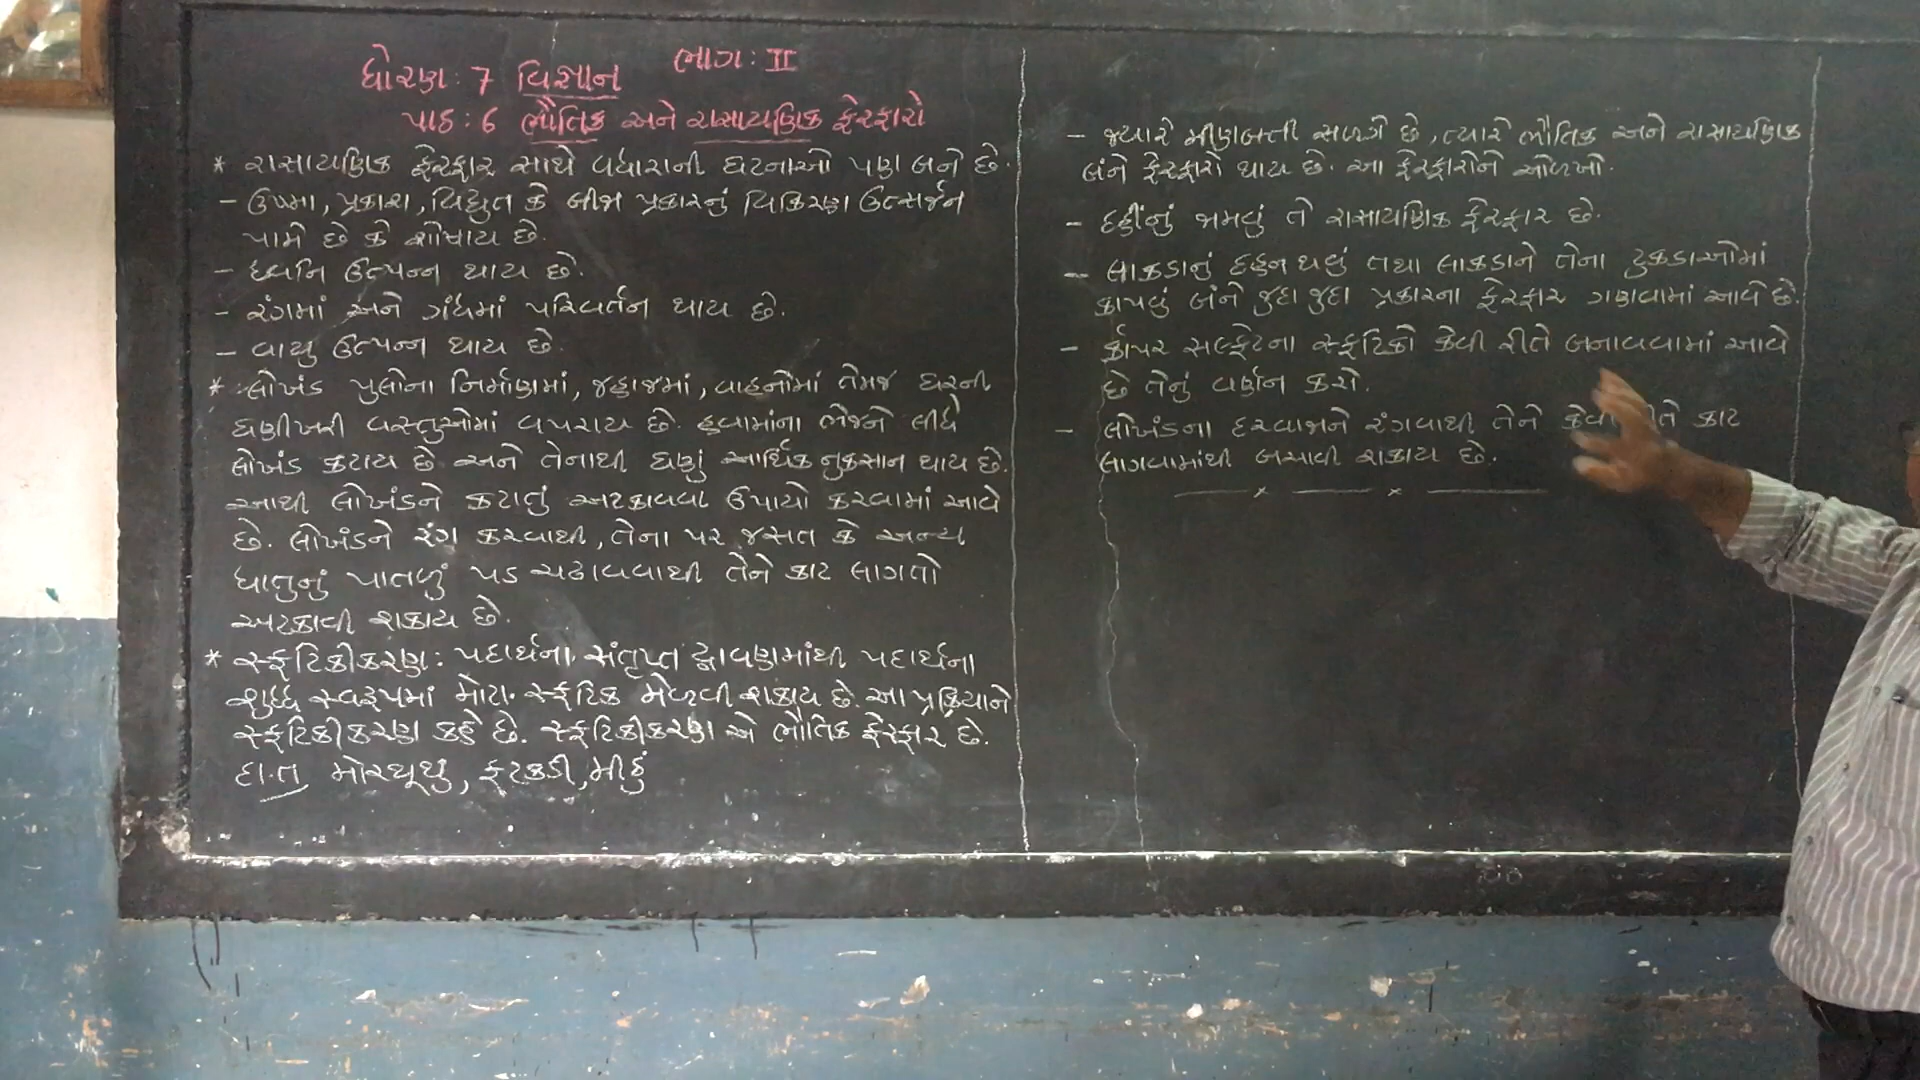 ધોરણ : 7 વિજ્ઞાન ભાગ : II
પાઠ : 6 ભૌતિક અને રાસાયણિક ફેરફારો
* રાસાયણિક ફેરફાર સાથે વધારાની ઘટનાઓ પણ બને છે.
- ઉષ્મા, પ્રકાશ, વિદ્યુત કે બીજા પ્રકારનું વિકિરણ ઉત્સર્જન
પામે છે કે શોષાય છે.
- ધ્વનિ ઉત્પન્ન થાય છે.
- રંગમાં અને ગંધમાં પરિવર્તન થાય છે.
- વાયુ ઉત્પન્ન થાય છે.
* લોખંડ પુલોના નિર્માણમાં, જહાજમાં, વાહનોમાં તેમજ ઘરની
ઘણીખરી વસ્તુઓમાં વપરાય છે. હવામાંના ભેજને લીધે
લોખંડ કટાય છે અને તેનાથી ઘણું આર્થિક નુકસાન થાય છે.
આથી લોખંડને કટાતું અટકાવવા ઉપાયો કરવામાં આવે
છે. લોખંડને રંગ કરવાથી, તેના પર જસત કે અન્ય
ધાતુનું પાતળું પડ ચઢાવવાથી તેને કાટ લાગતો
અટકાવી શકાય છે.
* સ્ફટિકીકરણ : પદાર્થના સંતૃપ્ત દ્રાવણમાંથી પદાર્થના
શુદ્ધ સ્વરૂપમાં મોટા સ્ફટિક મેળવી શકાય છે. આ પ્રક્રિયાને
સ્ફટિકીકરણ કહે છે. સ્ફટિકીકરણ એ ભૌતિક ફેરફાર છે.
દા.ત મોરથૂથુ, ફટકડી, મીઠું
- જ્યારે મીણબત્તી સળગે છે, ત્યારે ભૌતિક અને રાસાયણિક
બંને ફેરફારો થાય છે. આ ફેરફારોને ઓળખો.
- દહીંનું જામવું તે રાસાયણિક ફેરફાર છે.
- લાકડાનું દહન થવું તથા લાકડાને તેના ટુકડાઓમાં
કાપવું બંને જુદા જુદા પ્રકારના ફેરફાર ગણવામાં આવે છે.
- કૉપર સલ્ફેટના સ્ફટિકો કેવી રીતે બનાવવામાં આવે
છે તેનું વર્ણન કરો.
- લોખંડના દરવાજાને રંગવાથી તેને કાટ
લાગવામાંથી બચાવી શકાય છે.